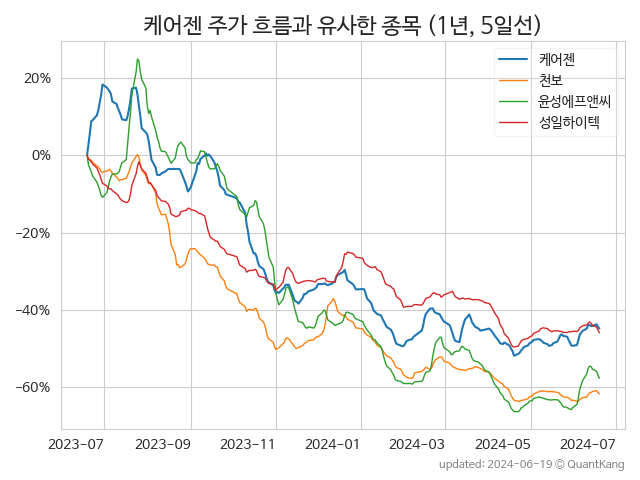 케어젠 주가 흐름과 유사한 종목 (1년, 5일선)
케어젠
천보
윤성에프앤씨
성일하이텍
20%
0%
−20%
−40%
−60%
2023-07 2023-09 2023-11 2024-01 2024-03 2024-05 2024-07
updated: 2024-06-19 © QuantKang